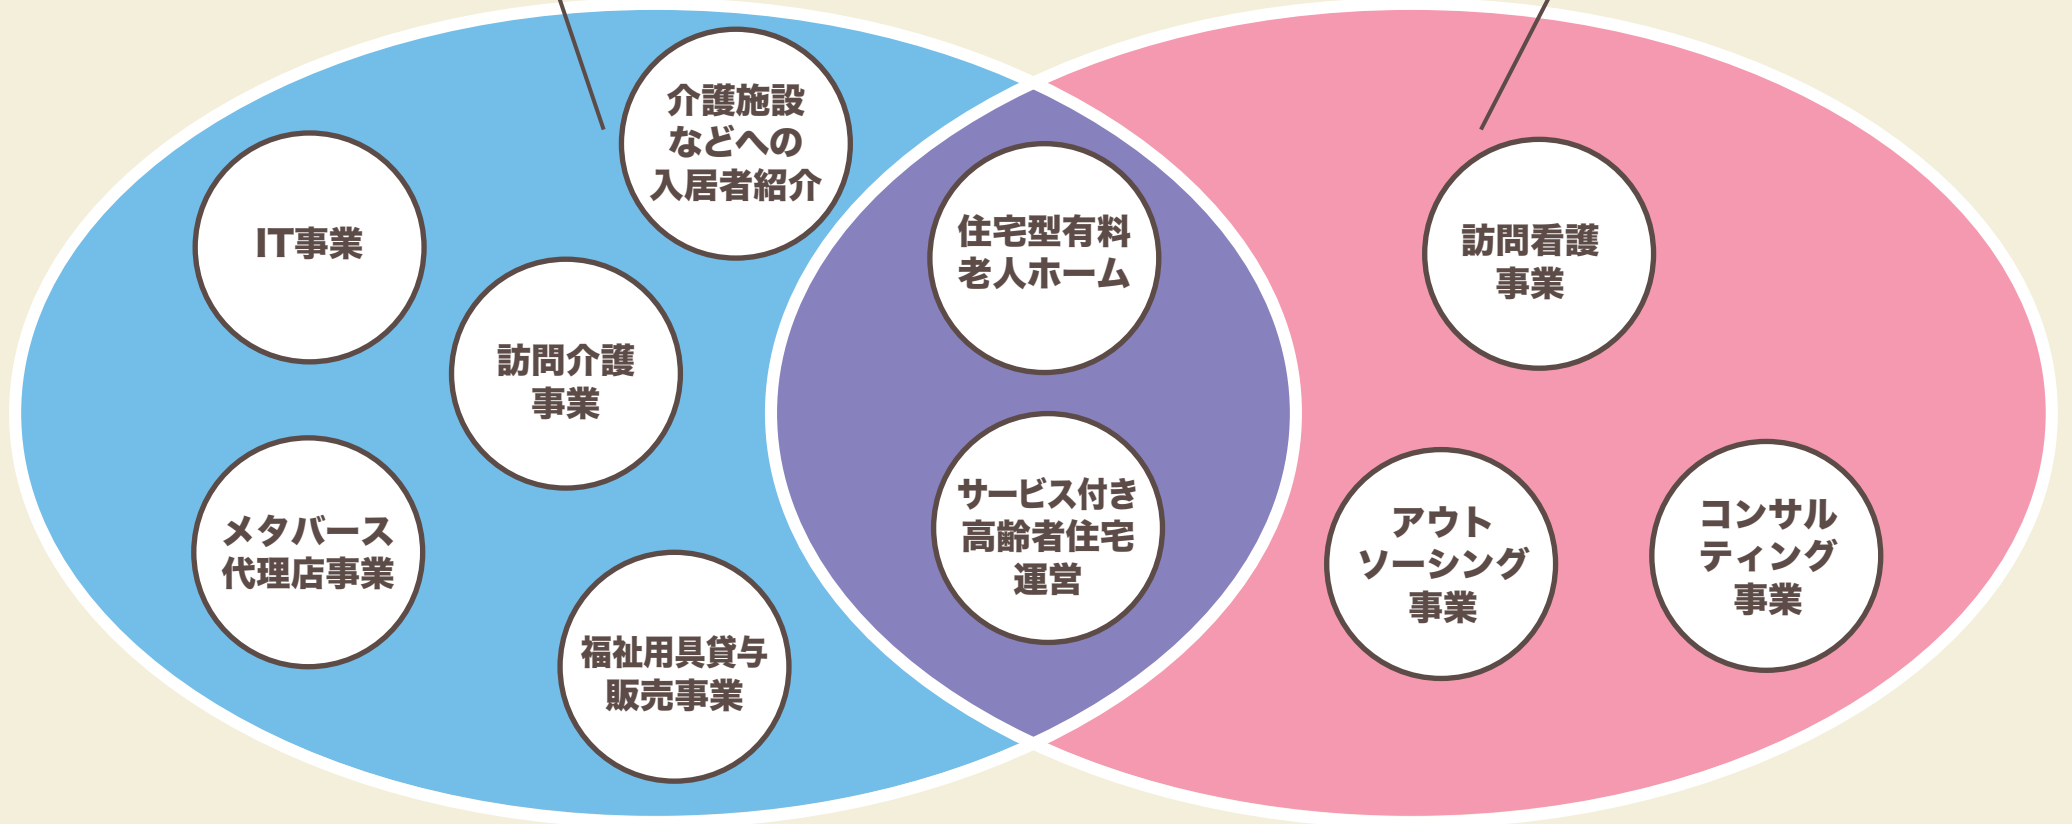 介護施設
などへの
入居者紹介
IT事業
訪問介護
事業
メタバース
代理店事業
福祉用具貸与
販売事業
住宅型有料
老人ホーム
サービス付き
高齢者住宅
運営
訪問看護
事業
アウト
ソーシング
事業
コンサル
ティング
事業